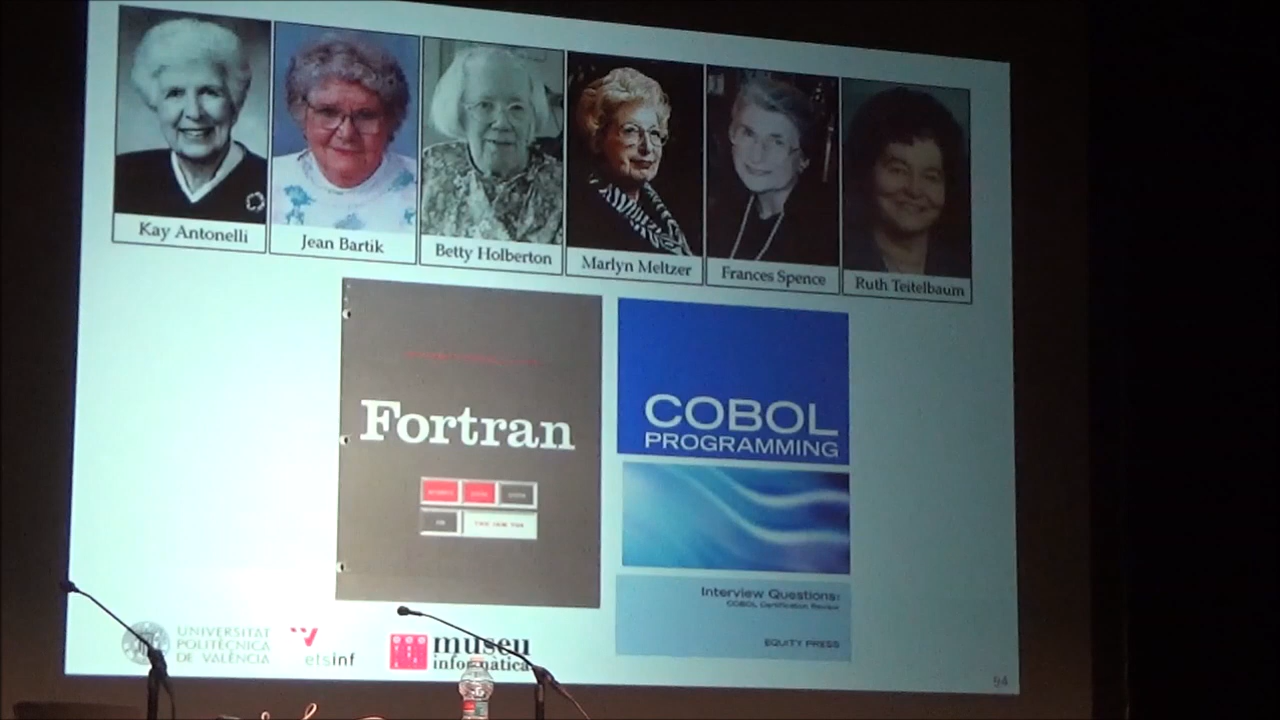 Kay Antonelli
Jean Bartik
Betty Holberton
Marlyn Meltzer
Frances Spence
Ruth Teitelbaum
Fortran
COBOL
PROGRAMMING
Interview Questions:
COBOL Certification Review
EQUITY PRESS
UNIVERSITAT
POLITÈCNICA
DE VALÈNCIA
etsinf
museu
informàtica
94